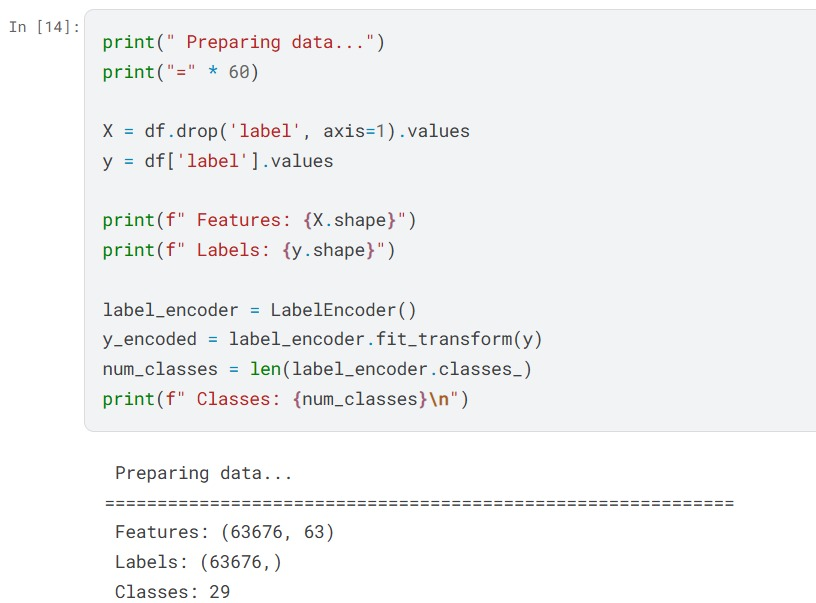 In [14]:
print(" Preparing data...")
print("=" * 60)
X = df.drop('label', axis=1).values
y = df['label'].values
print(f" Features: {X.shape}")
print(f" Labels: {y.shape}")
label_encoder = LabelEncoder()
y_encoded = label_encoder.fit_transform(y)
num_classes = len(label_encoder.classes_)
print(f" Classes: {num_classes}\n")
Preparing data...
============================================================
Features: (63676, 63)
Labels: (63676,)
Classes: 29